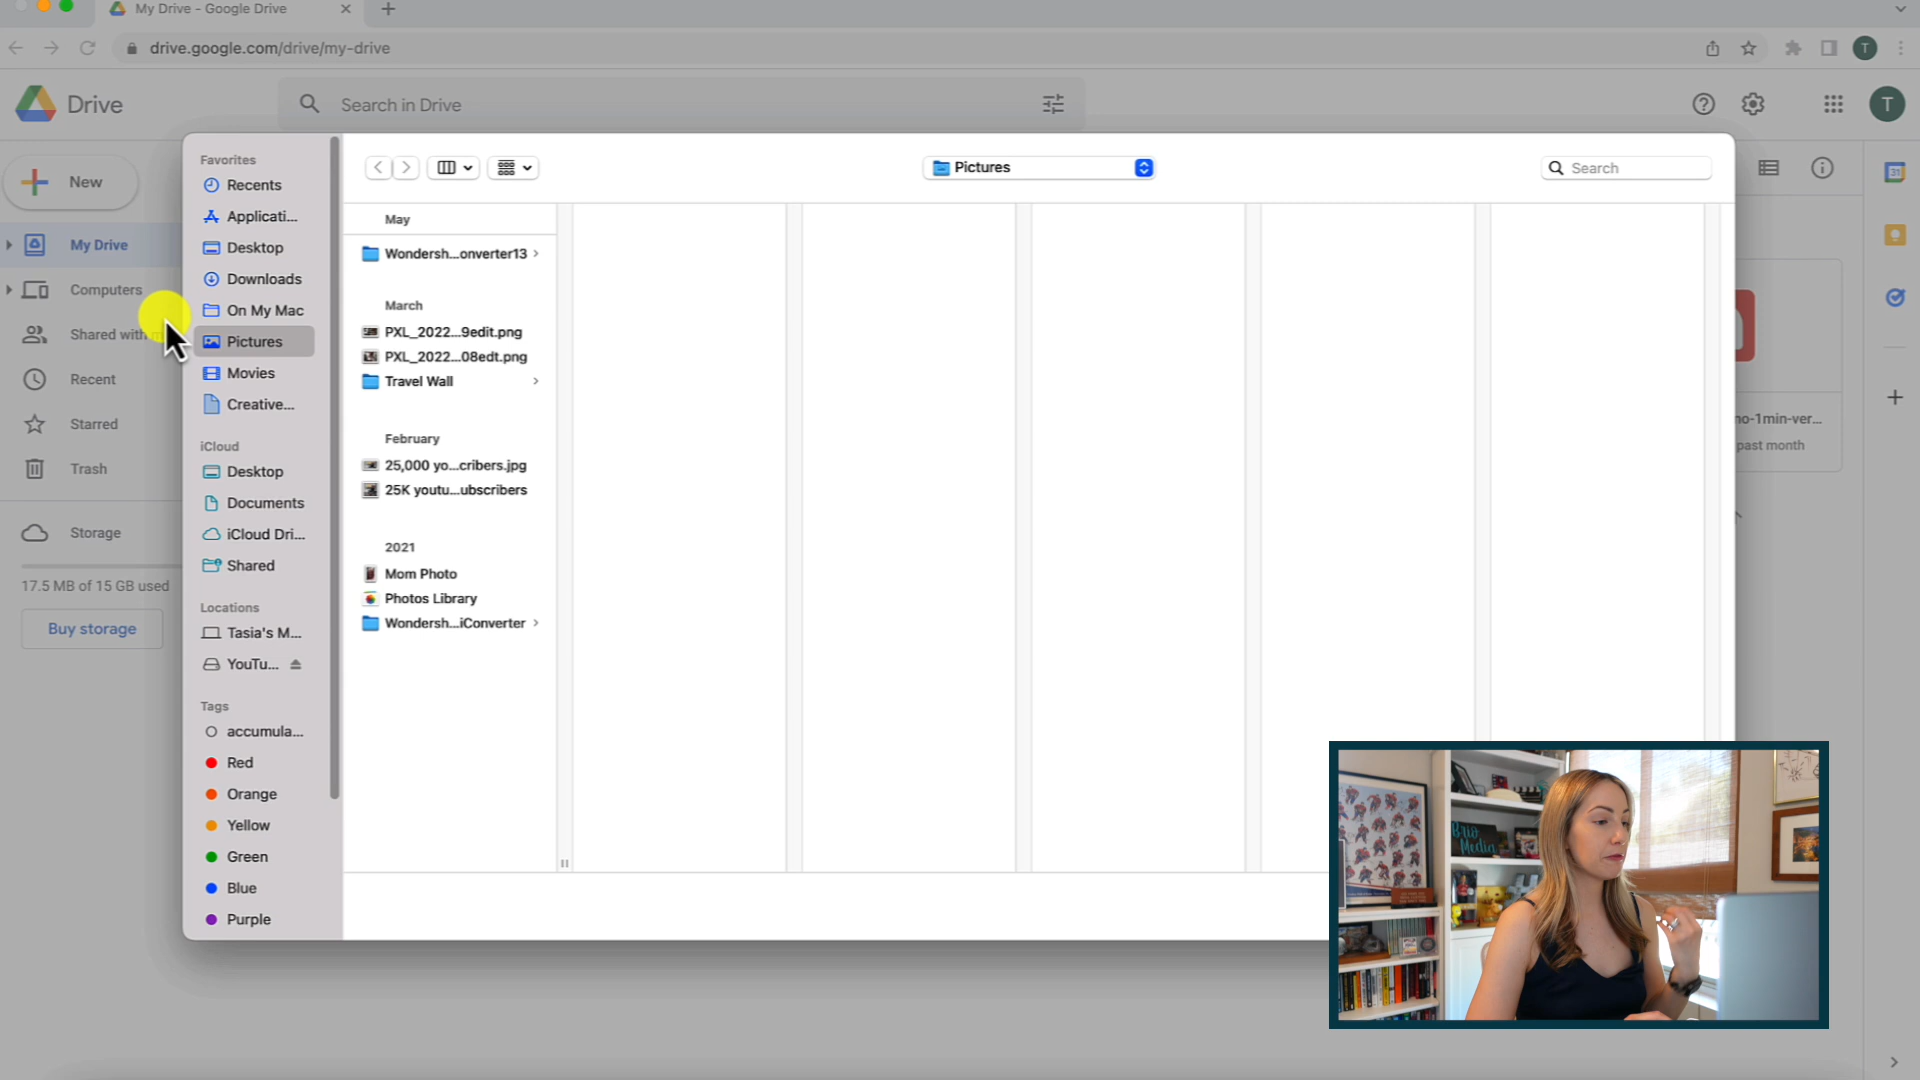 My Drive - Google Drive
drive.google.com/drive/my-drive
T
Drive
Search in Drive
T
New
My Drive
Computers
Shared with
Recent
Starred
Trash
Storage
17.5 MB of 15 GB used
Buy storage
Favorites
Recents
Applicati...
Desktop
Downloads
On My Mac
Pictures
Movies
Creative...
iCloud
Desktop
Documents
iCloud Dri...
Shared
Locations
Tasia's M...
YouTu...
Tags
accumula...
Red
Orange
Yellow
Green
Blue
Purple
Pictures
Search
May
Wondersh...onverter13
March
PXL_2022...9edit.png
PXL_2022...08edt.png
Travel Wall
February
25,000 yo...cribers.jpg
25K youtu...ubscribers
2021
Mom Photo
Photos Library
Wondersh...iConverter
no-1min-ver...
past month
31
Brio
Media